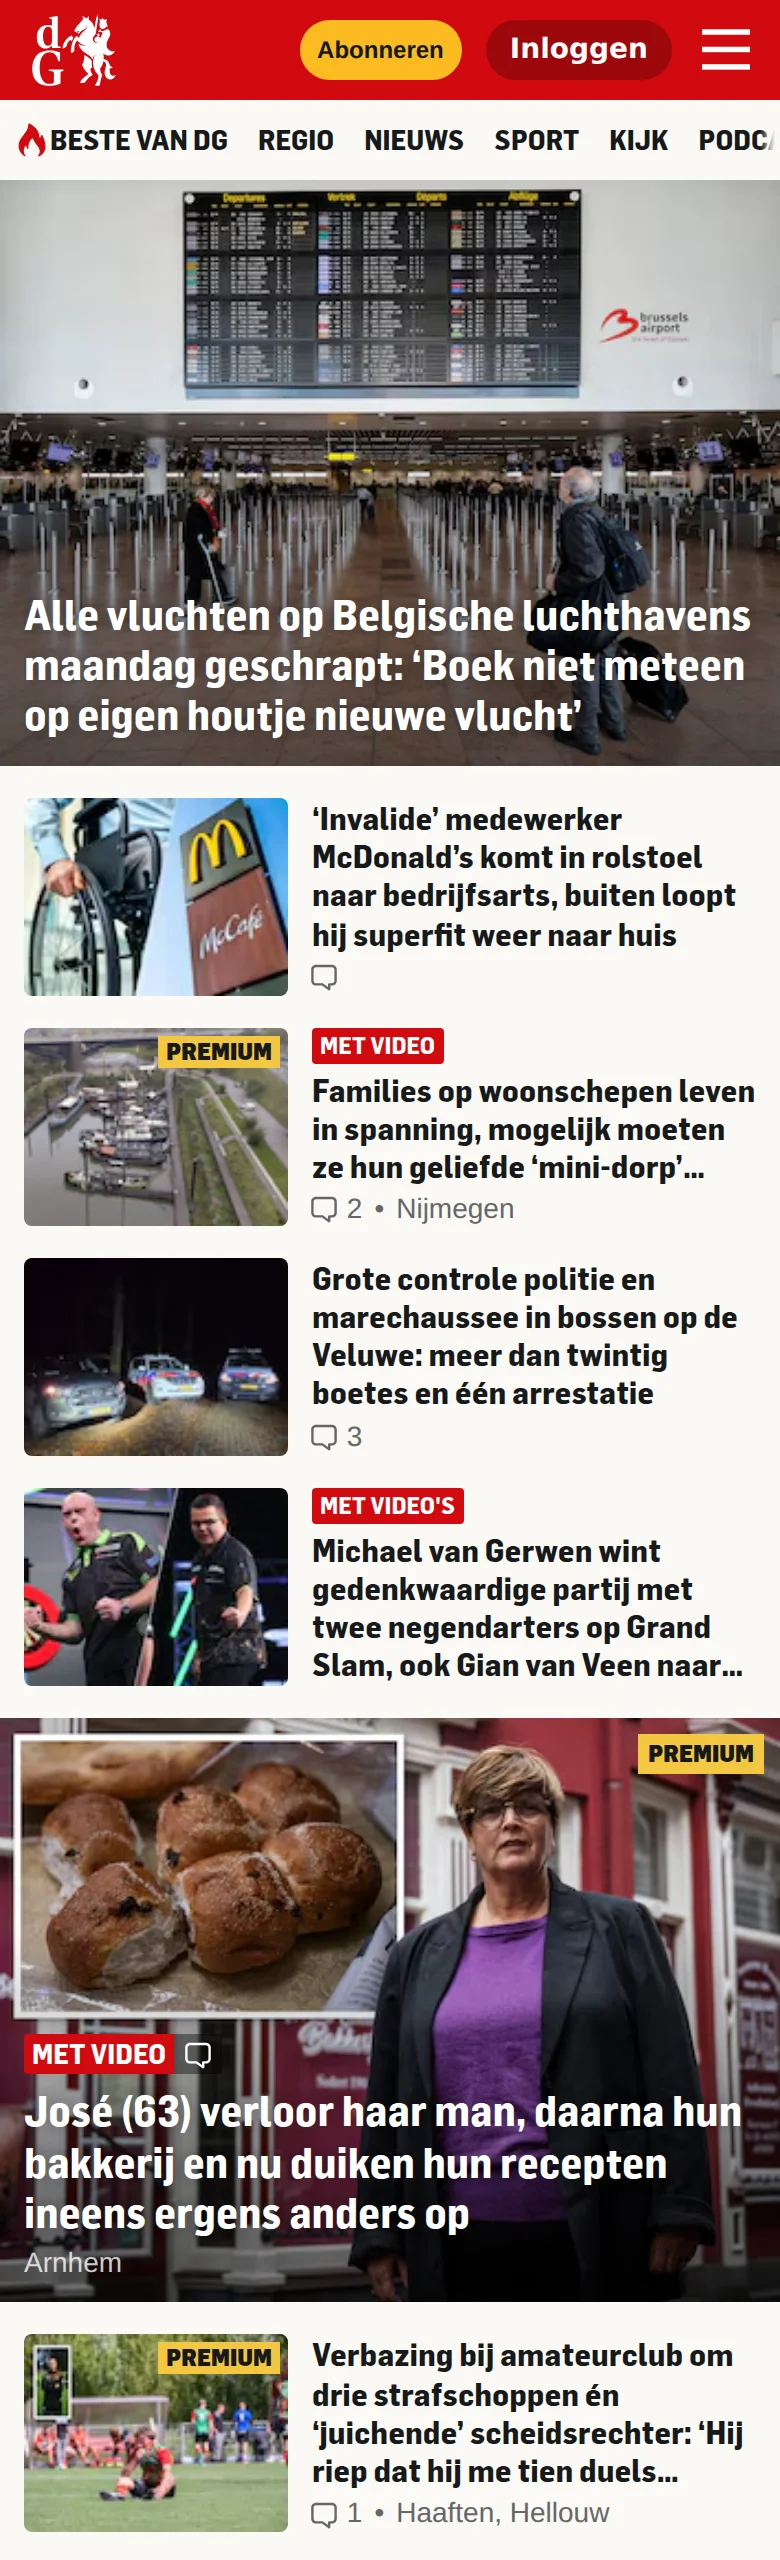 dG
Abonneren
Inloggen
BESTE VAN DG REGIO NIEUWS SPORT KIJK PODCA
Departures Vertrek Départs Abflüge
brussels
airport
Alle vluchten op Belgische luchthavens
maandag geschrapt: ‘Boek niet meteen
op eigen houtje nieuwe vlucht’
McCafé
‘Invalide’ medewerker
McDonald’s komt in rolstoel
naar bedrijfsarts, buiten loopt
hij superfit weer naar huis
PREMIUM
MET VIDEO
Families op woonschepen leven
in spanning, mogelijk moeten
ze hun geliefde ‘mini-dorp’...
2 • Nijmegen
Grote controle politie en
marechaussee in bossen op de
Veluwe: meer dan twintig
boetes en één arrestatie
3
MET VIDEO'S
Michael van Gerwen wint
gedenkwaardige partij met
twee negendarters op Grand
Slam, ook Gian van Veen naar...
PREMIUM
MET VIDEO
José (63) verloor haar man, daarna hun
bakkerij en nu duiken hun recepten
ineens ergens anders op
Arnhem
PREMIUM
Verbazing bij amateurclub om
drie strafschoppen én
‘juichende’ scheidsrechter: ‘Hij
riep dat hij me tien duels...
1 • Haaften, Hellouw